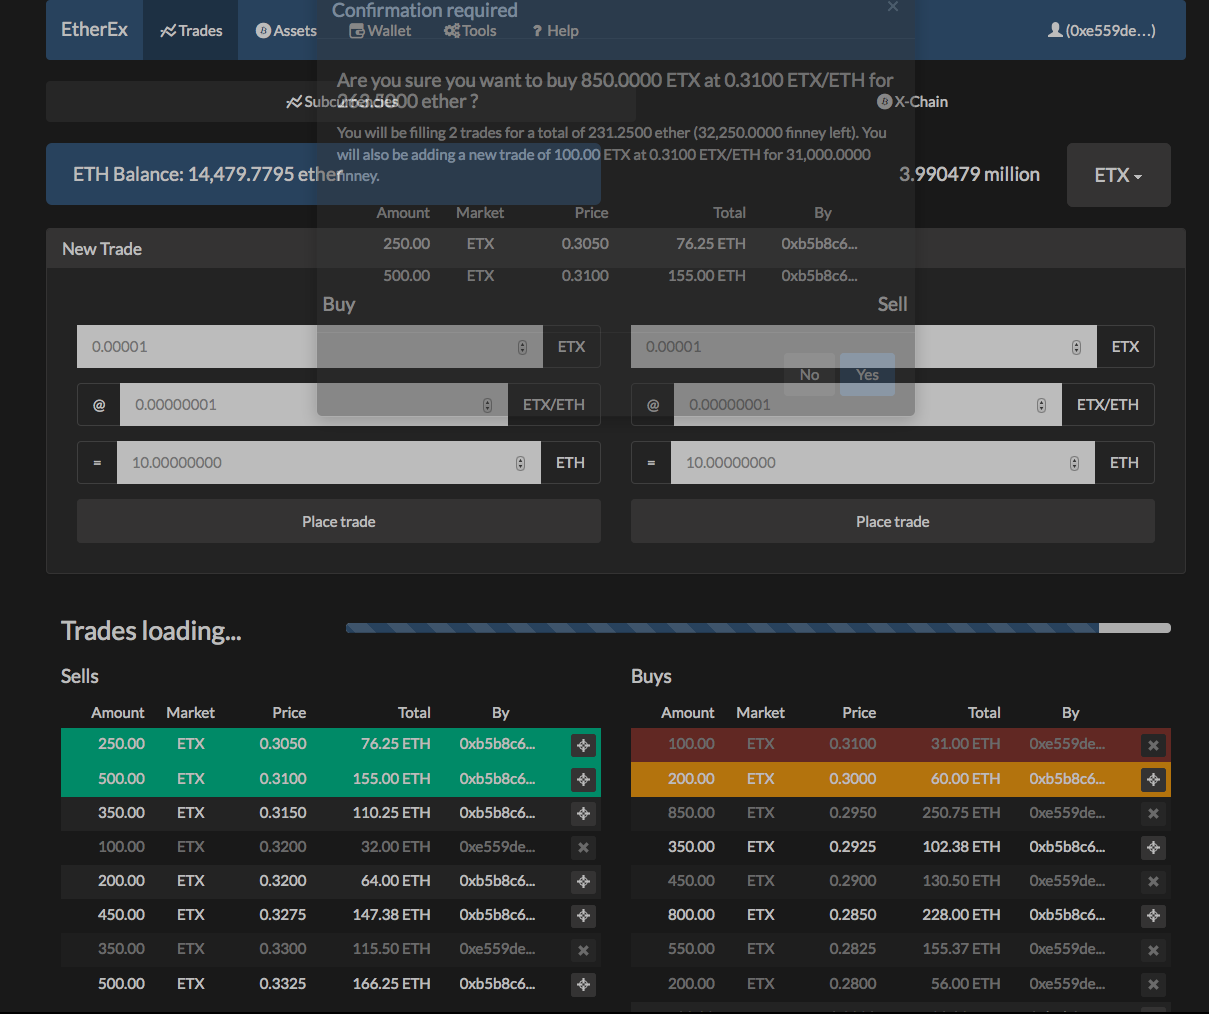 Confirmation required ×
EtherEx Trades Assets Wallet Tools ? Help (0xe559de...)
Are you sure you want to buy 850.0000 ETX at 0.3100 ETX/ETH for
263.5000 ether ?
Subcurrencies X-Chain
You will be filling 2 trades for a total of 231.2500 ether (32,250.0000 finney left). You
will also be adding a new trade of 100.00 ETX at 0.3100 ETX/ETH for 31,000.0000
finney.
ETH Balance: 14,479.7795 ether 3.990479 million ETX
Amount Market Price Total By
250.00 ETX 0.3050 76.25 ETH 0xb5b8c6...
500.00 ETX 0.3100 155.00 ETH 0xb5b8c6...
No Yes
New Trade
Buy Sell
0.00001 ETX 0.00001 ETX
@ 0.00000001 ETX/ETH @ 0.00000001 ETX/ETH
= 10.00000000 ETH = 10.00000000 ETH
Place trade Place trade
Trades loading...
Sells
Amount Market Price Total By
250.00 ETX 0.3050 76.25 ETH 0xb5b8c6...
500.00 ETX 0.3100 155.00 ETH 0xb5b8c6...
350.00 ETX 0.3150 110.25 ETH 0xb5b8c6...
100.00 ETX 0.3200 32.00 ETH 0xe559de...
200.00 ETX 0.3200 64.00 ETH 0xb5b8c6...
450.00 ETX 0.3275 147.38 ETH 0xb5b8c6...
350.00 ETX 0.3300 115.50 ETH 0xe559de...
500.00 ETX 0.3325 166.25 ETH 0xb5b8c6...
Buys
Amount Market Price Total By
100.00 ETX 0.3100 31.00 ETH 0xe559de...
200.00 ETX 0.3000 60.00 ETH 0xb5b8c6...
850.00 ETX 0.2950 250.75 ETH 0xe559de...
350.00 ETX 0.2925 102.38 ETH 0xb5b8c6...
450.00 ETX 0.2900 130.50 ETH 0xe559de...
800.00 ETX 0.2850 228.00 ETH 0xb5b8c6...
550.00 ETX 0.2825 155.37 ETH 0xe559de...
200.00 ETX 0.2800 56.00 ETH 0xe559de...